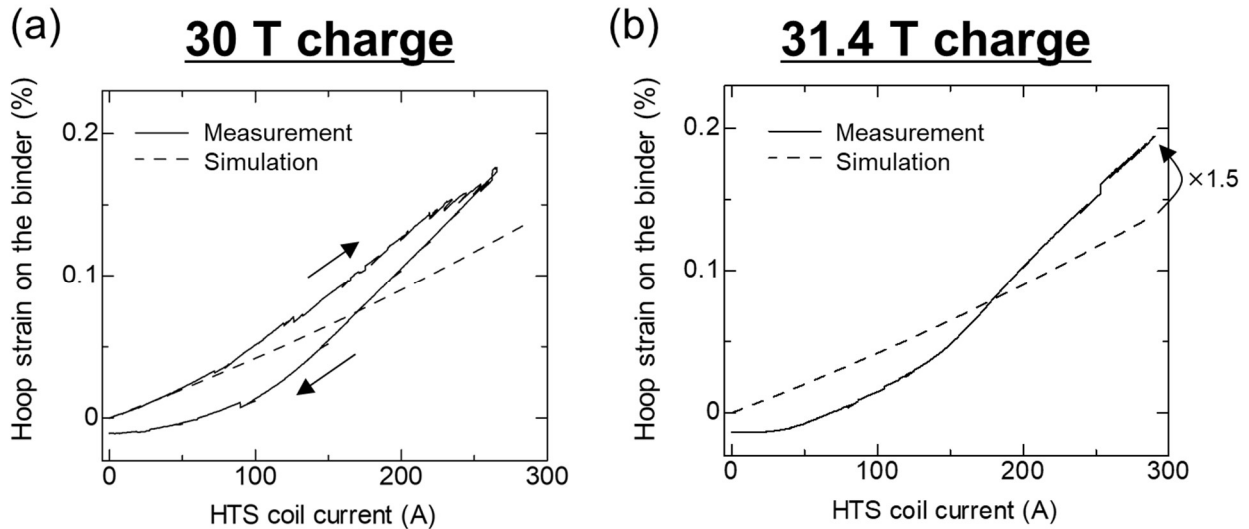 (a)
30 T charge
Hoop strain on the binder (%)
0.2
0.1
0
Measurement
Simulation
0
100
200
300
HTS coil current (A)
(b)
31.4 T charge
Hoop strain on the binder (%)
0.2
0.1
0
Measurement
Simulation
×1.5
0
100
200
300
HTS coil current (A)